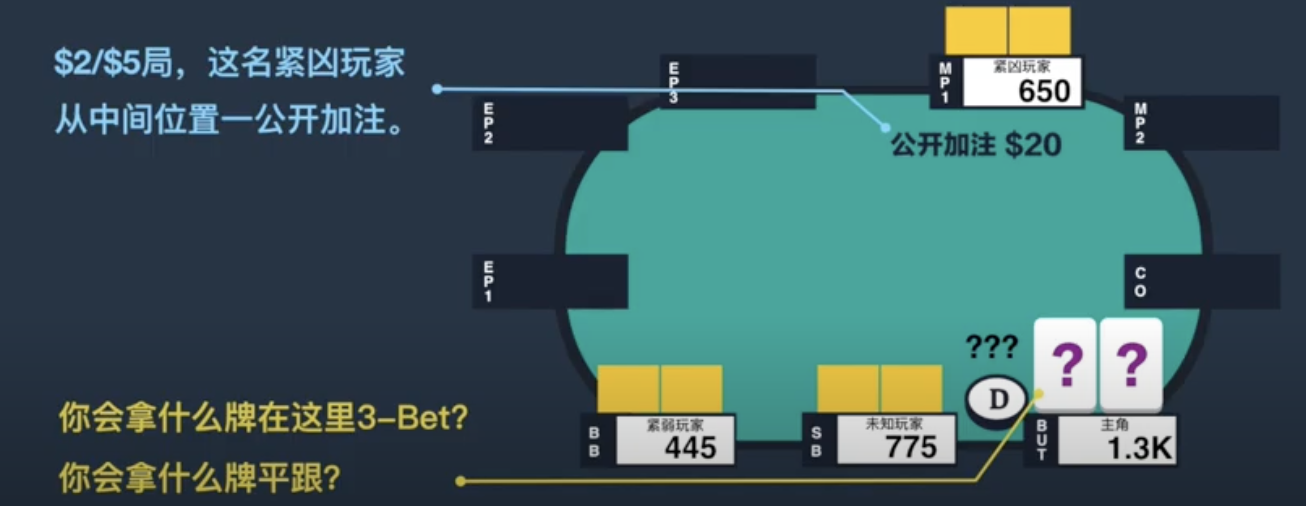 $2/$5局，这名紧凶玩家
从中间位置一公开加注。
EP3
MP1
紧凶玩家
650
EP2
MP2
公开加注 $20
EP1
CO
???
? ?
D
你会拿什么牌在这里3-Bet?
你会拿什么牌平跟?
BB
紧弱玩家
445
SB
未知玩家
775
BUT
主角
1.3K